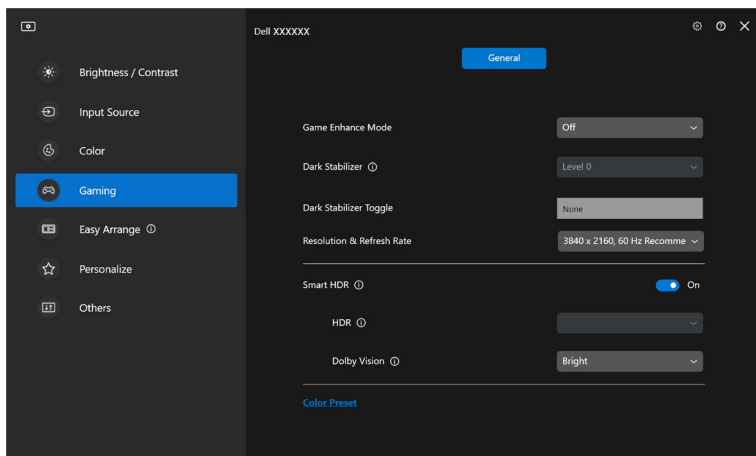 Dell XXXXXX
General
Brightness / Contrast
Input Source
Color
Gaming
Easy Arrange
Personalize
Others
Game Enhance Mode Off
Dark Stabilizer Level 0
Dark Stabilizer Toggle None
Resolution & Refresh Rate 3840 x 2160, 60 Hz Recomme
Smart HDR On
HDR
Dolby Vision Bright
Color Preset